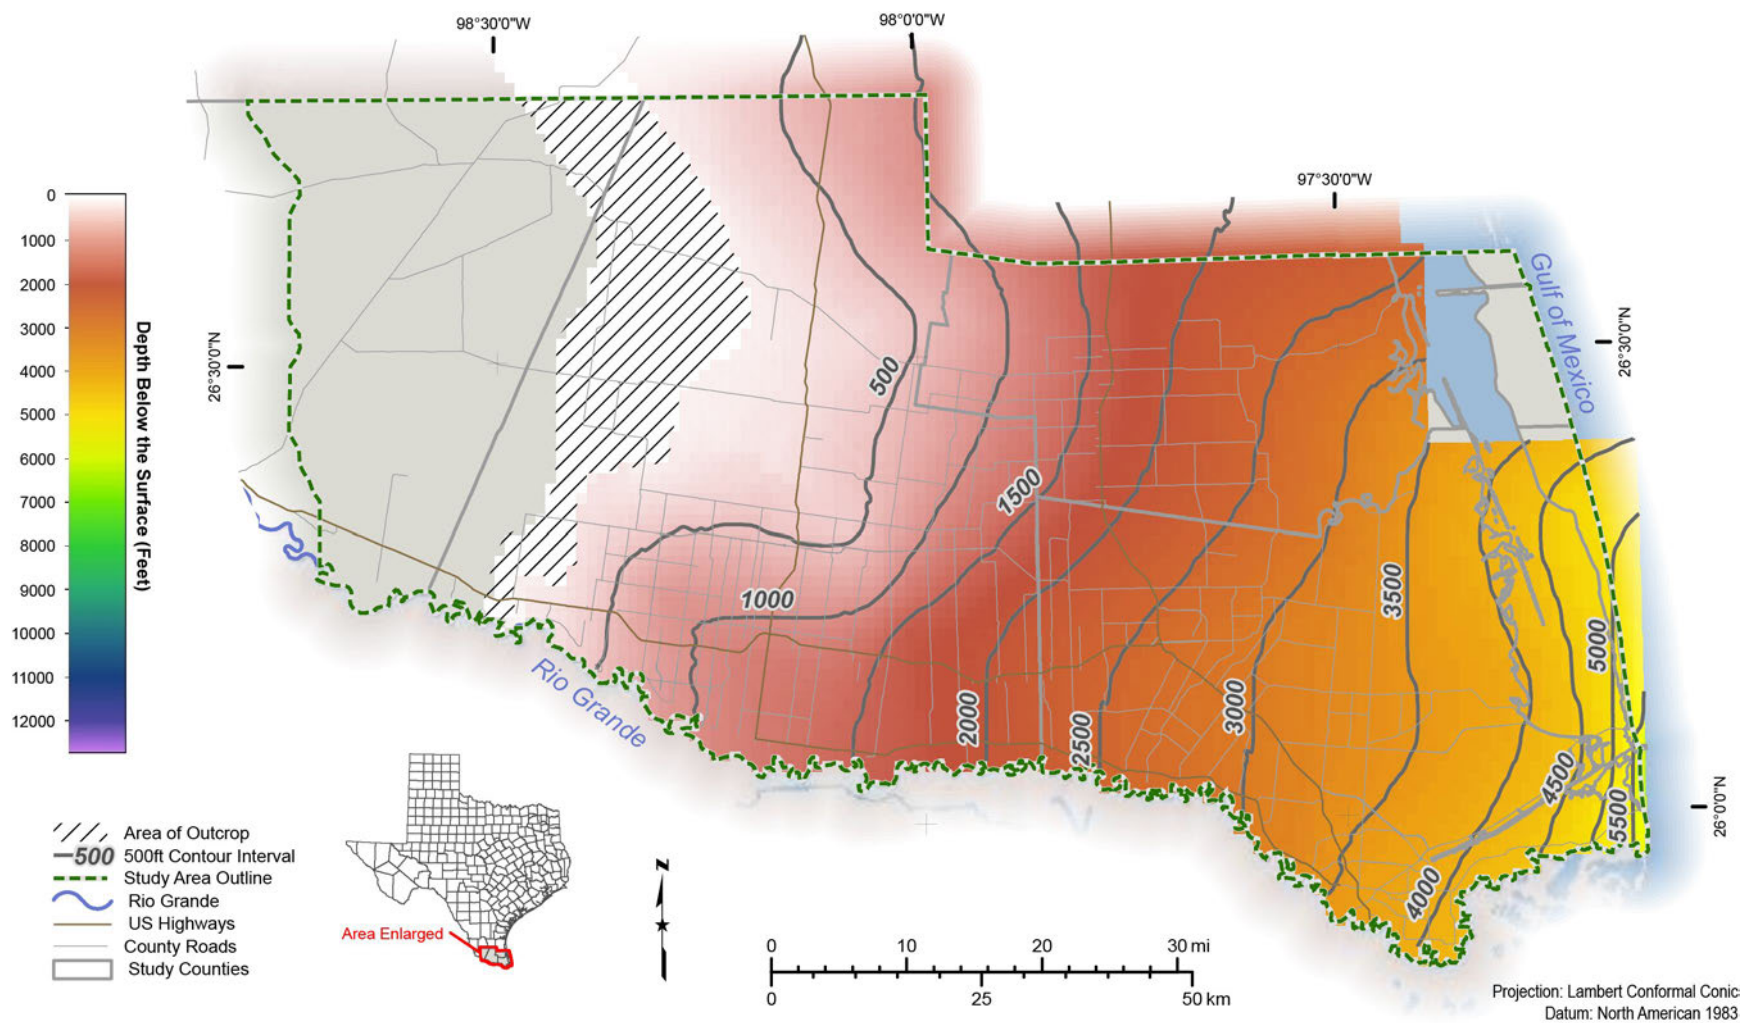 98°30'0"W
98°0'0"W
97°30'0"W
0
1000
2000
3000
4000
5000
6000
7000
8000
9000
10000
11000
12000
Depth Below the Surface (Feet)
26°30'0"N
26°30'0"N
26°0'0"N
Gulf of Mexico
Rio Grande
500
1000
1500
2000
2500
3000
3500
4000
4500
5000
5500
Area of Outcrop
500 500ft Contour Interval
Study Area Outline
Rio Grande
US Highways
County Roads
Study Counties
Area Enlarged
N
0 10 20 30 mi
0 25 50 km
Projection: Lambert Conformal Conic
Datum: North American 1983